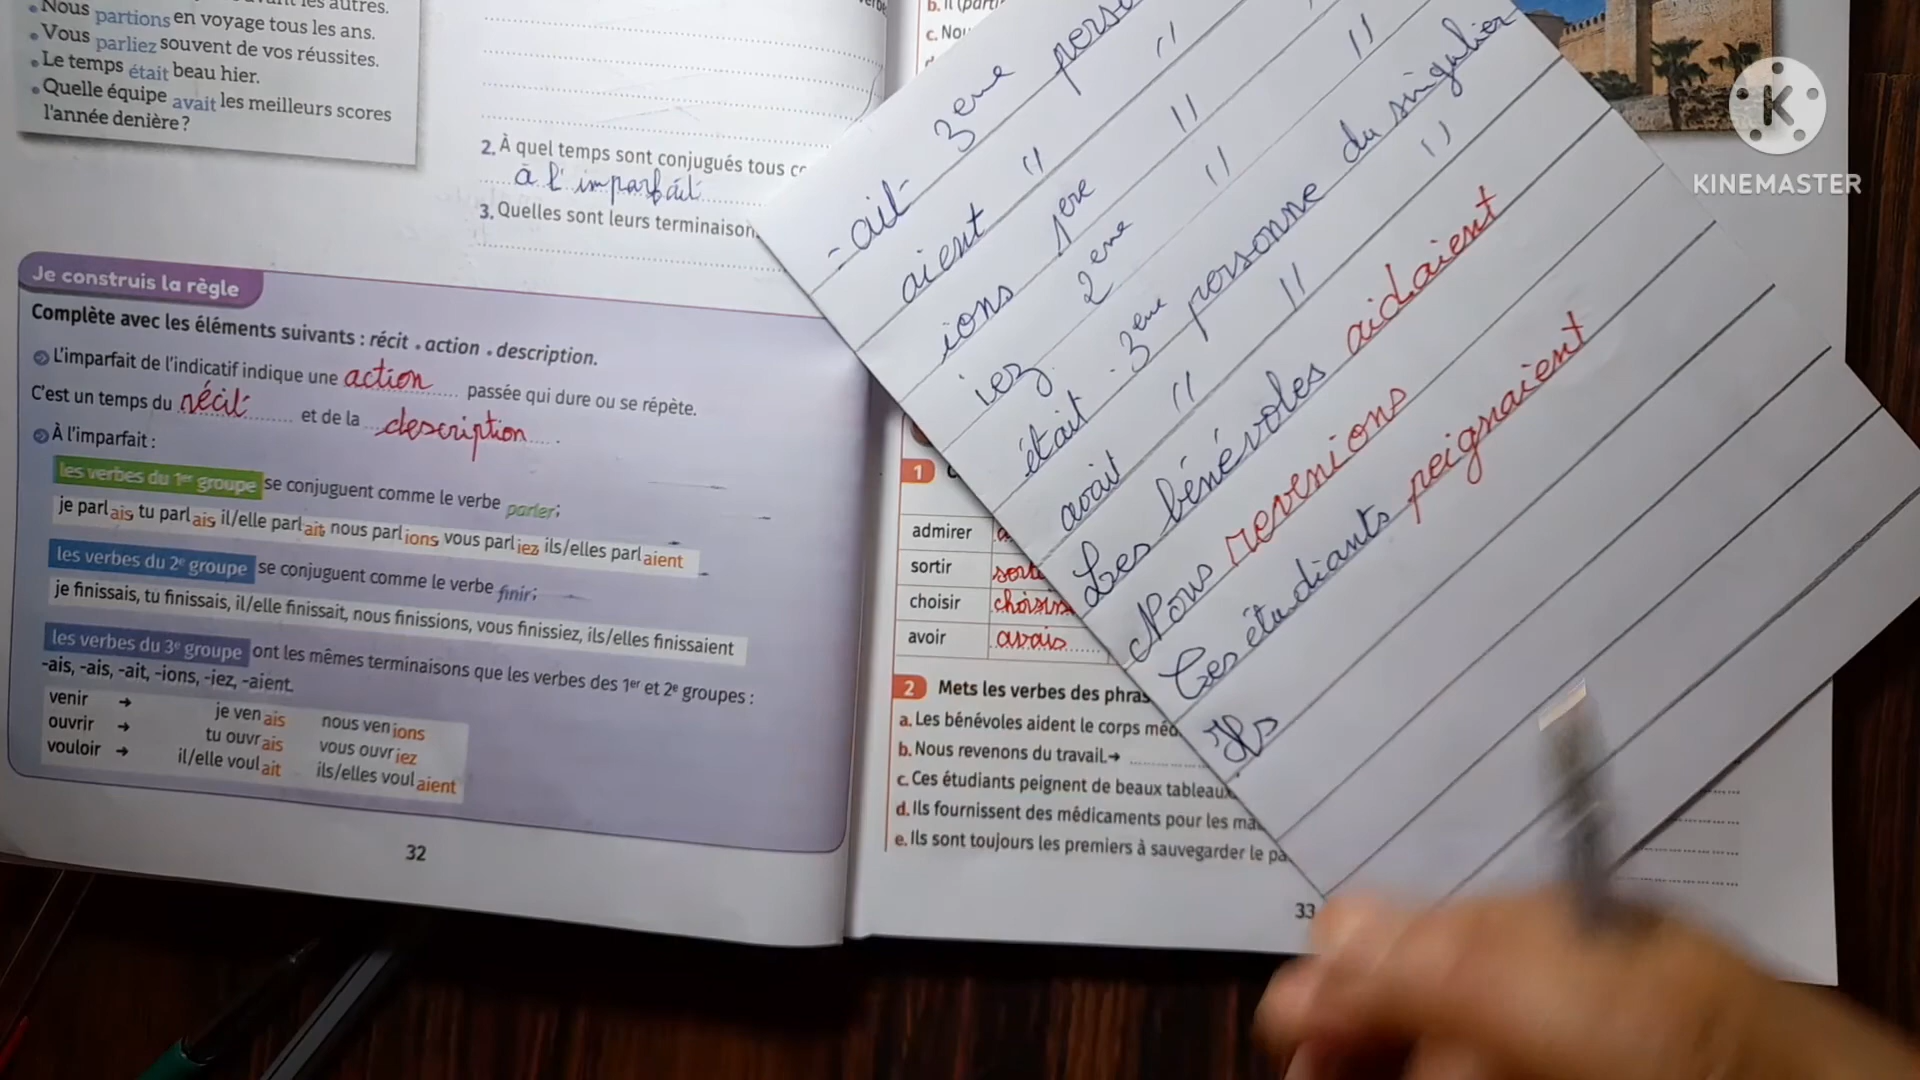 les autres.
Nous partions en voyage tous les ans.
Vous parliez souvent de vos réussites.
Le temps était beau hier.
Quelle équipe avait les meilleurs scores
l'année denière ?
2. À quel temps sont conjugués tous
à l'imparfait
3. Quelles sont leurs terminaison
Je construis la règle
Complète avec les éléments suivants : récit . action . description.
L'imparfait de l'indicatif indique une action passée qui dure ou se répète.
C'est un temps du récit et de la description .
À l'imparfait :
les verbes du 1er groupe se conjuguent comme le verbe parler;
je parlais tu parlais il/elle parlait nous parlions vous parliez ils/elles parlaient
les verbes du 2e groupe se conjuguent comme le verbe finir;
je finissais, tu finissais, il/elle finissait, nous finissions, vous finissiez, ils/elles finissaient
les verbes du 3e groupe ont les mêmes terminaisons que les verbes des 1er et 2e groupes :
-ais, -ais, -ait, -ions, -iez, -aient.
venir → je venais nous venions
ouvrir → tu ouvrais vous ouvriez
vouloir → il/elle voulait ils/elles voulaient
32
b. Il
c.
-ait 3eme
aient " "
ions 1ere " "
iez 2eme " "
était 3eme personne du singulier
avait " " "
Les bénévoles aidaient
Nous revenions
Ces étudiants peignaient
Ils
1
admirer
sortir
choisir
avoir avais
2 Mets les verbes des
a. Les bénévoles aident le corps
b. Nous revenons du travail.→
c. Ces étudiants peignent de beaux tableaux
d. Ils fournissent des médicaments pour les
e. Ils sont toujours les premiers à sauvegarder le
33
K
KINEMASTER